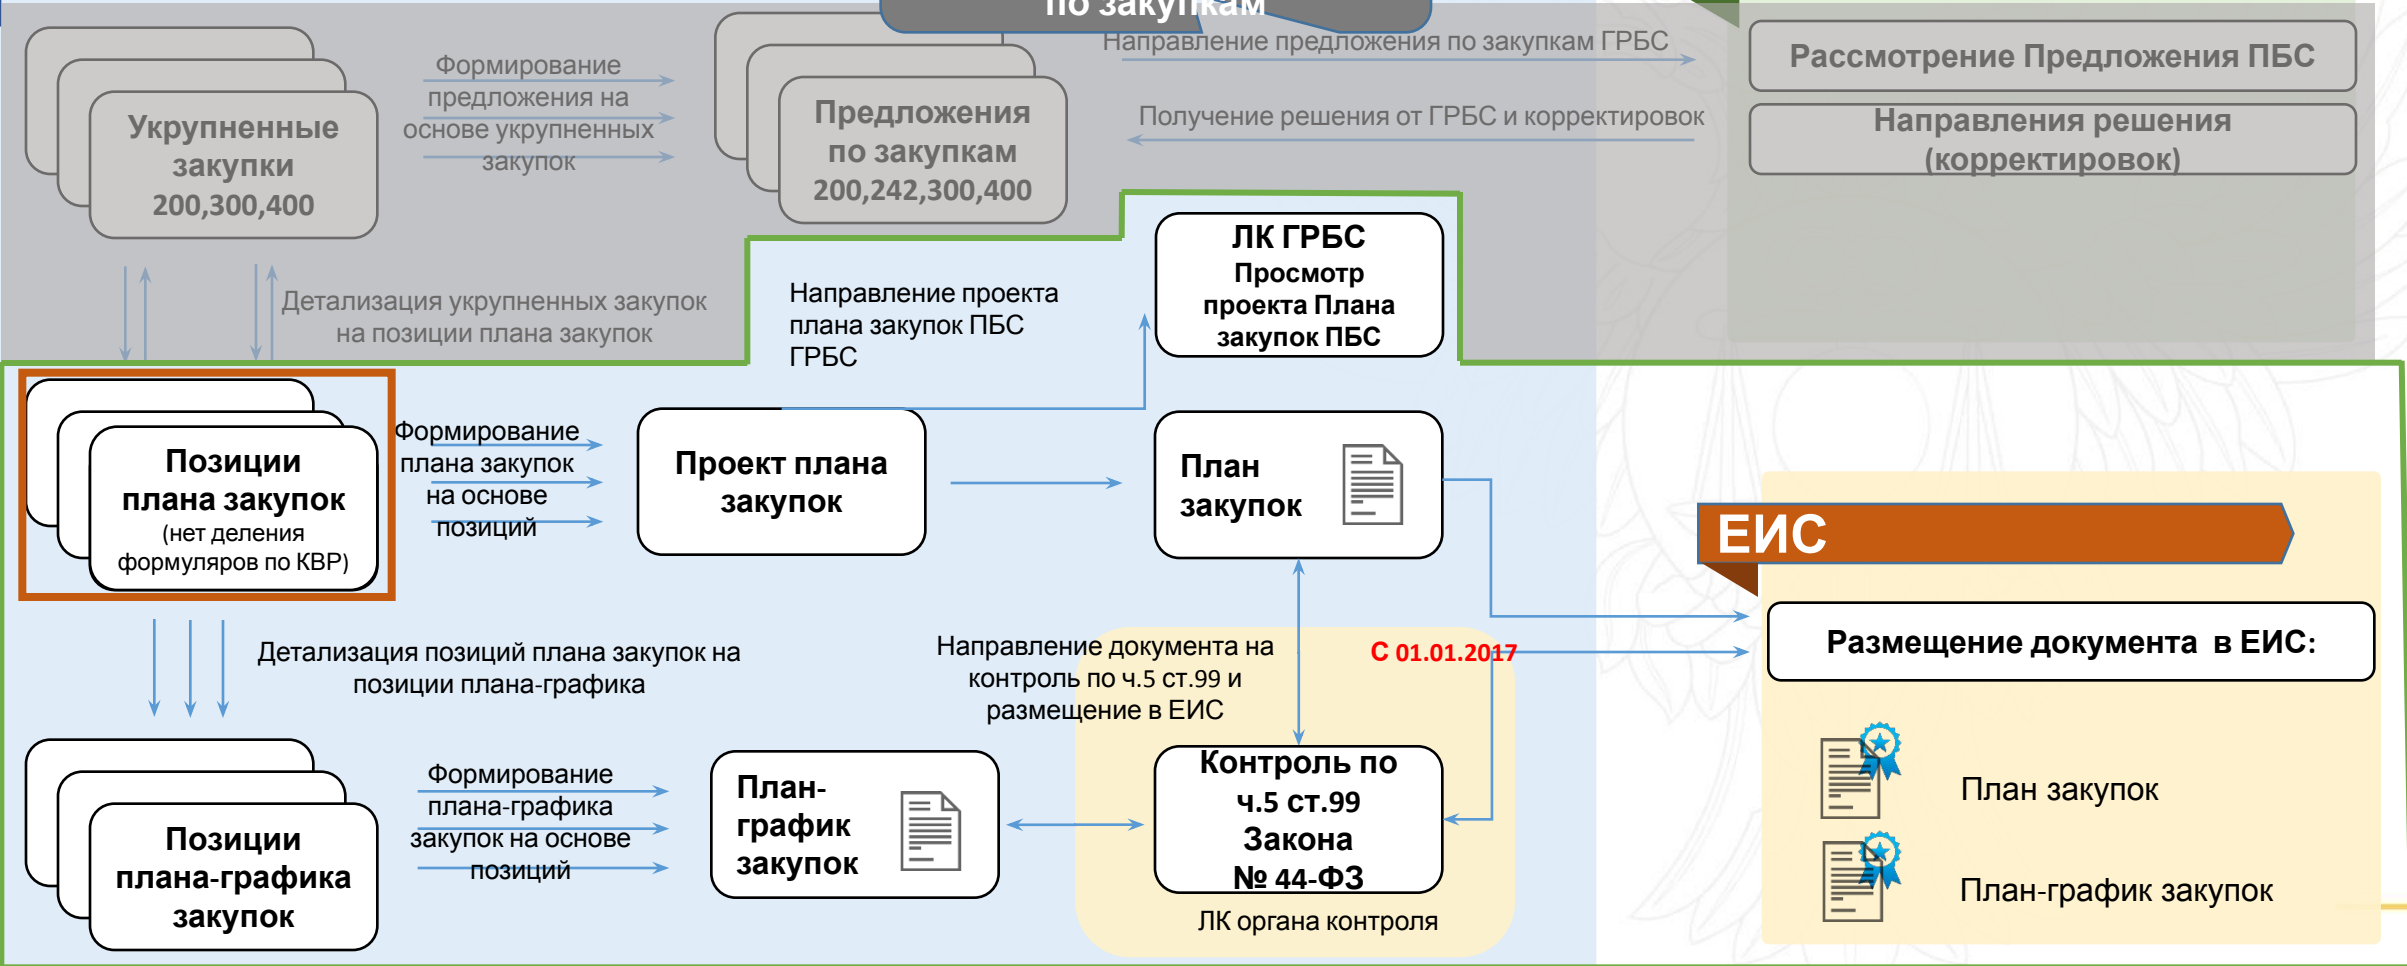 по закупкам
Укрупненные
закупки
200,300,400
Формирование
предложения на
основе укрупненных
закупок
Предложения
по закупкам
200,242,300,400
Направление предложения по закупкам ГРБС
Получение решения от ГРБС и корректировок
Рассмотрение Предложения ПБС
Направления решения
(корректировок)
Детализация укрупненных закупок
на позиции плана закупок
Направление проекта
плана закупок ПБС
ГРБС
ЛК ГРБС
Просмотр
проекта Плана
закупок ПБС
Позиции
плана закупок
(нет деления
формуляров по КВР)
Формирование
плана закупок
на основе
позиций
Проект плана
закупок
План
закупок
ЕИС
Размещение документа в ЕИС:
Детализация позиций плана закупок на
позиции плана-графика
Направление документа на
контроль по ч.5 ст.99 и
размещение в ЕИС
С 01.01.2017
Позиции
плана-графика
закупок
Формирование
плана-графика
закупок на основе
позиций
План-
график
закупок
Контроль по
ч.5 ст.99
Закона
№ 44-ФЗ
ЛК органа контроля
План закупок
План-график закупок